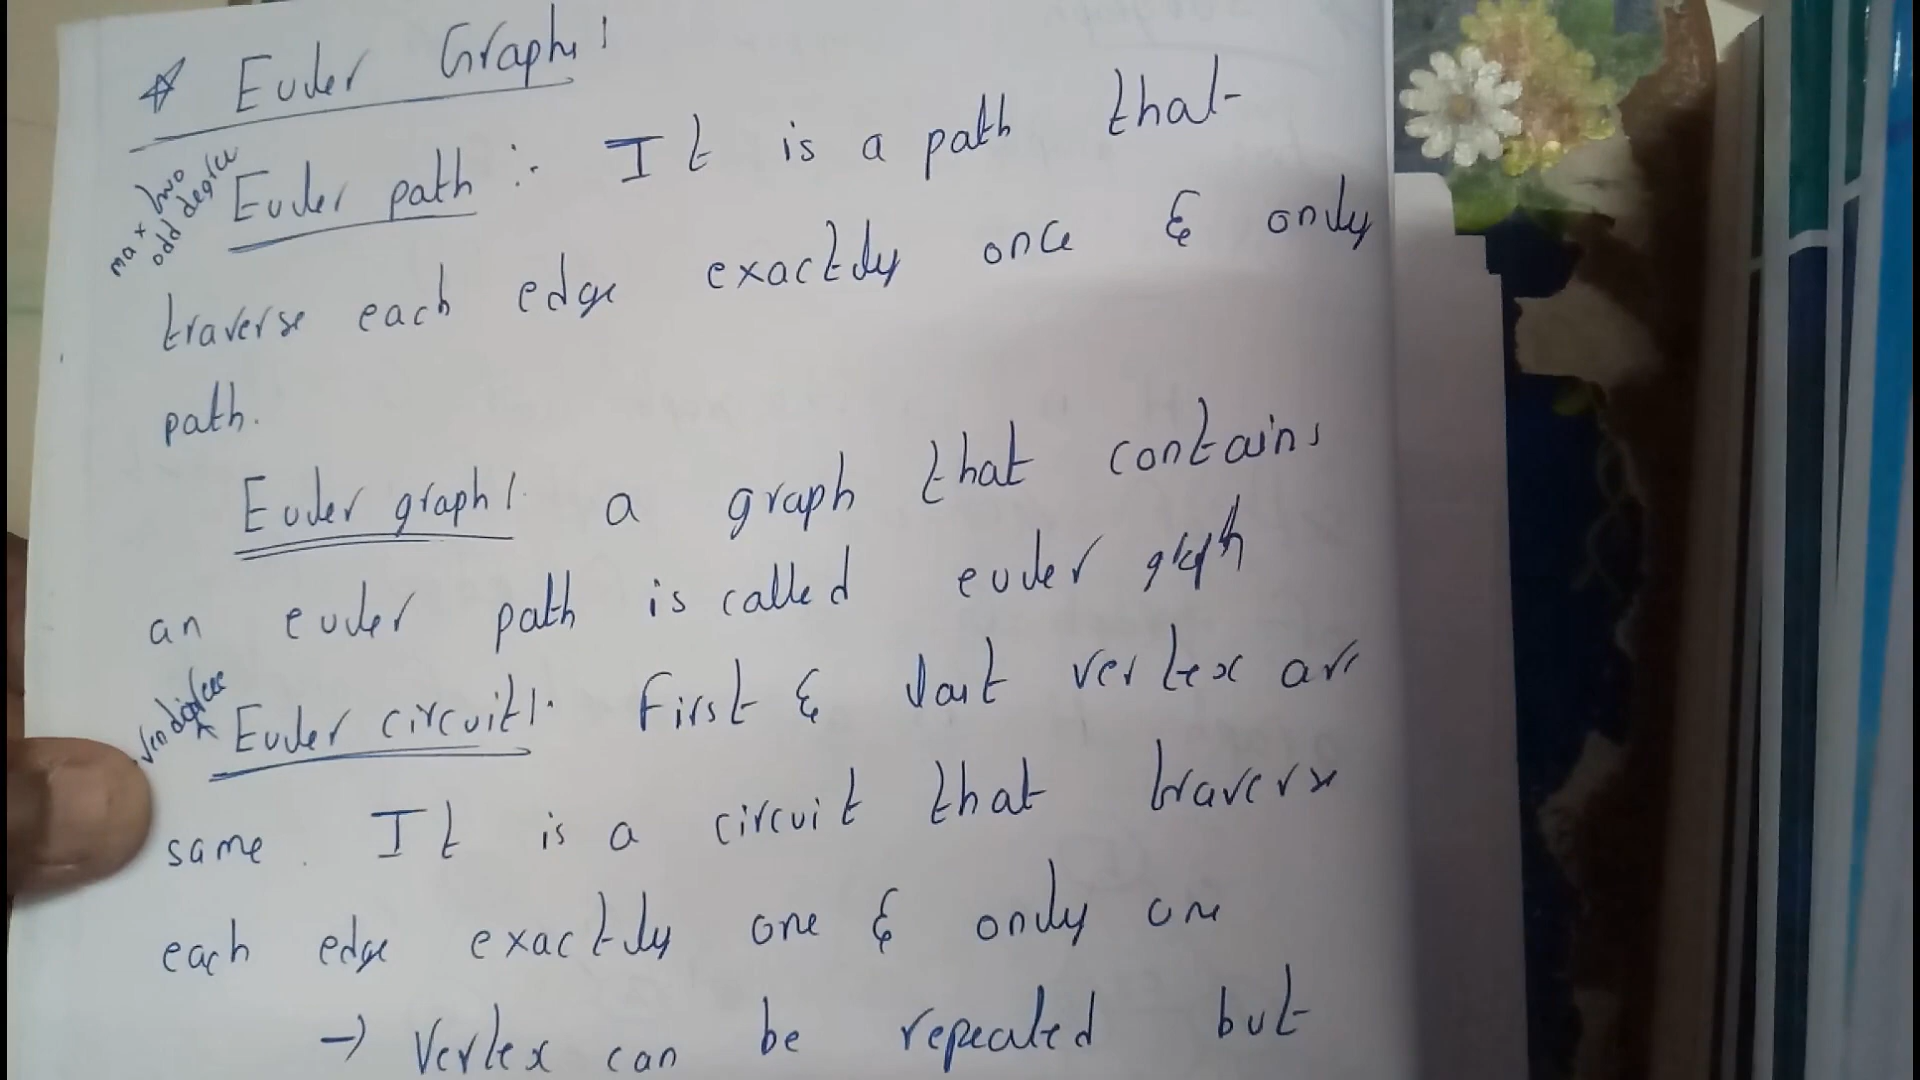 ☆ Euler Graph :
max two
odd degree
Euler path :- It is a path that
traverse each edge exactly once & only
path.
Euler graph :- a graph that contains
an euler path is called euler graph
Euler circuit :- First & last vertex are
same . It is a circuit that traverse
each edge exactly one & only one
→ Vertex can be repeated but